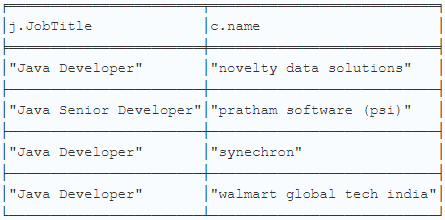 j.JobTitle c.name
"Java Developer" "novelty data solutions"
"Java Senior Developer" "pratham software (psi)"
"Java Developer" "synechron"
"Java Developer" "walmart global tech india"